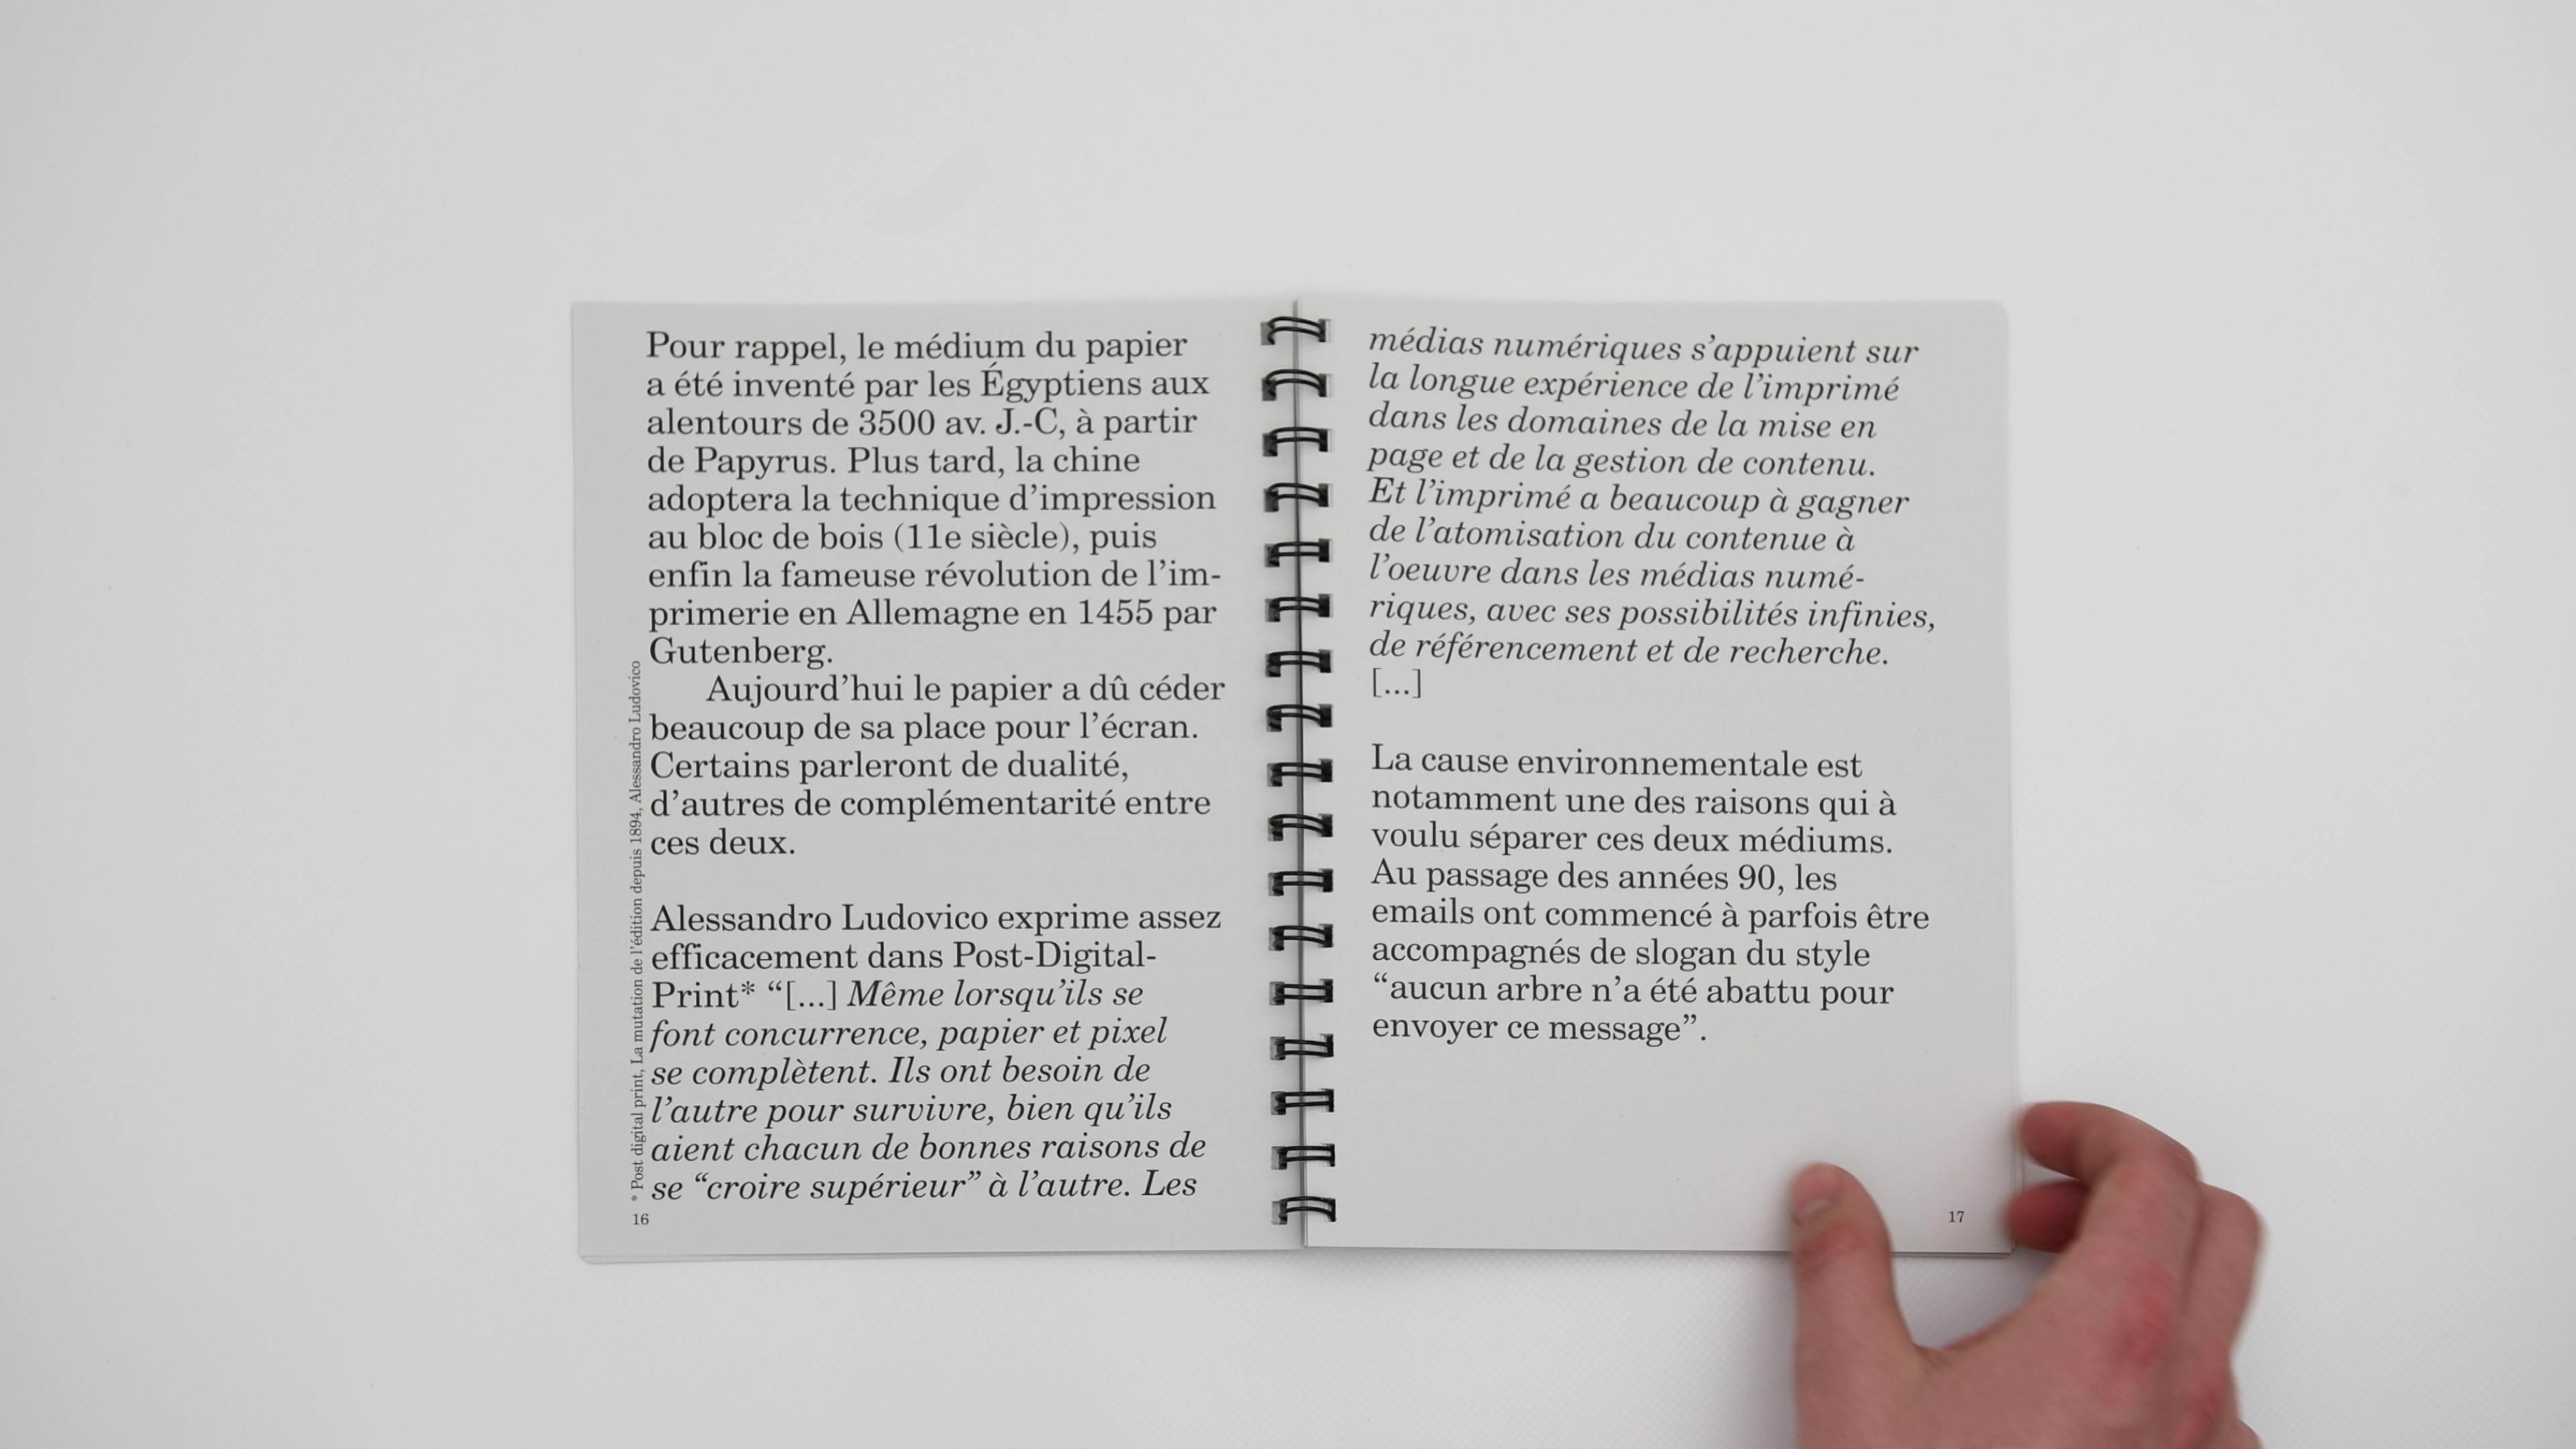 Pour rappel, le médium du papier
a été inventé par les Égyptiens aux
alentours de 3500 av. J.-C, à partir
de Papyrus. Plus tard, la chine
adoptera la technique d’impression
au bloc de bois (11e siècle), puis
enfin la fameuse révolution de l’im-
primerie en Allemagne en 1455 par
Gutenberg.
Aujourd’hui le papier a dû céder
beaucoup de sa place pour l’écran.
Certains parleront de dualité,
d’autres de complémentarité entre
ces deux.
Alessandro Ludovico exprime assez
efficacement dans Post-Digital-
Print* “[...] Même lorsqu’ils se
font concurrence, papier et pixel
se complètent. Ils ont besoin de
l’autre pour survivre, bien qu’ils
aient chacun de bonnes raisons de
se “croire supérieur” à l’autre. Les
* Post digital print, La mutation de l’édition depuis 1894, Alessandro Ludovico
16
médias numériques s’appuient sur
la longue expérience de l’imprimé
dans les domaines de la mise en
page et de la gestion de contenu.
Et l’imprimé a beaucoup à gagner
de l’atomisation du contenue à
l’oeuvre dans les médias numé-
riques, avec ses possibilités infinies,
de référencement et de recherche.
[...]
La cause environnementale est
notamment une des raisons qui à
voulu séparer ces deux médiums.
Au passage des années 90, les
emails ont commencé à parfois être
accompagnés de slogan du style
“aucun arbre n’a été abattu pour
envoyer ce message”.
17